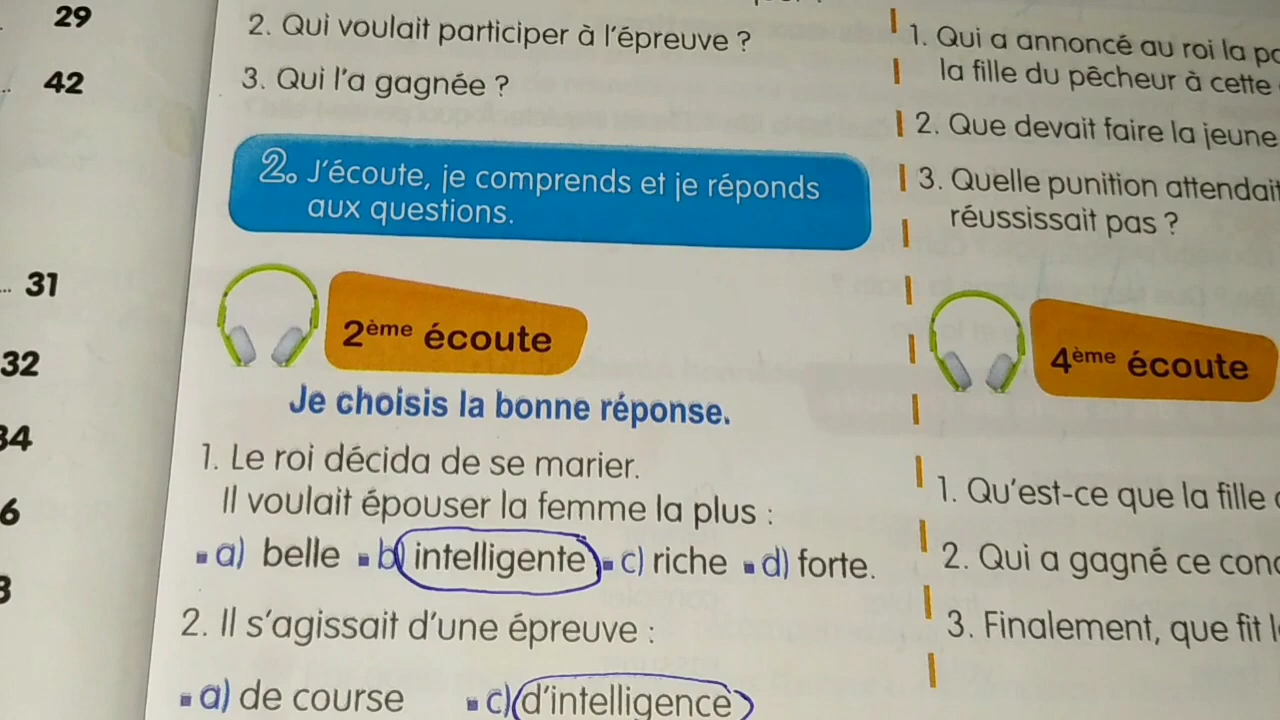 29
42
31
32
34
6
2. Qui voulait participer à l'épreuve ?
3. Qui l'a gagnée ?
2. J'écoute, je comprends et je réponds
aux questions.
2ème écoute
Je choisis la bonne réponse.
1. Le roi décida de se marier.
Il voulait épouser la femme la plus :
a) belle b) intelligente c) riche d) forte.
2. Il s'agissait d'une épreuve :
a) de course c) d'intelligence
1. Qui a annoncé au roi la
la fille du pêcheur à cette
2. Que devait faire la jeune
3. Quelle punition attendait
réussissait pas ?
4ème écoute
1. Qu'est-ce que la fille
2. Qui a gagné ce
3. Finalement, que fit